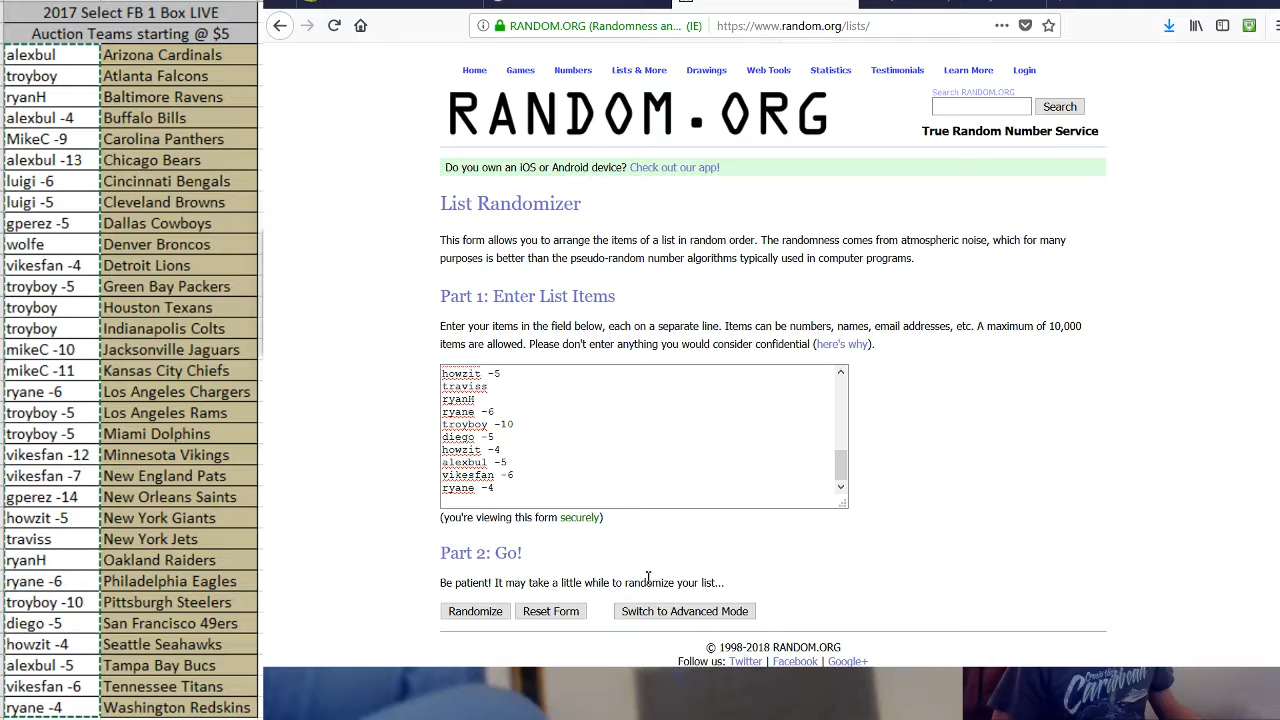 2017 Select FB 1 Box LIVE
Auction Teams starting @ $5
alexbul Arizona Cardinals
troyboy Atlanta Falcons
ryanH Baltimore Ravens
alexbul -4 Buffalo Bills
MikeC -9 Carolina Panthers
alexbul -13 Chicago Bears
luigi -6 Cincinnati Bengals
luigi -5 Cleveland Browns
gperez -5 Dallas Cowboys
wolfe Denver Broncos
vikesfan -4 Detroit Lions
troyboy -5 Green Bay Packers
troyboy Houston Texans
troyboy Indianapolis Colts
mikeC -10 Jacksonville Jaguars
mikeC -11 Kansas City Chiefs
ryane -6 Los Angeles Chargers
troyboy -5 Los Angeles Rams
troyboy -5 Miami Dolphins
vikesfan -12 Minnesota Vikings
vikesfan -7 New England Pats
gperez -14 New Orleans Saints
howzit -5 New York Giants
traviss New York Jets
ryanH Oakland Raiders
ryane -6 Philadelphia Eagles
troyboy -10 Pittsburgh Steelers
diego -5 San Francisco 49ers
howzit -4 Seattle Seahawks
alexbul -5 Tampa Bay Bucs
vikesfan -6 Tennessee Titans
ryane -4 Washington Redskins
RANDOM.ORG (Randomness an... (IE) https://www.random.org/lists/
Home Games Numbers Lists & More Drawings Web Tools Statistics Testimonials Learn More Login
RANDOM.ORG
Search RANDOM.ORG
Search
True Random Number Service
Do you own an iOS or Android device? Check out our app!
List Randomizer
This form allows you to arrange the items of a list in random order. The randomness comes from atmospheric noise, which for many
purposes is better than the pseudo-random number algorithms typically used in computer programs.
Part 1: Enter List Items
Enter your items in the field below, each on a separate line. Items can be numbers, names, email addresses, etc. A maximum of 10,000
items are allowed. Please don't enter anything you would consider confidential (here's why).
howzit -5
traviss
ryanH
ryane -6
troyboy -10
diego -5
howzit -4
alexbul -5
vikesfan -6
ryane -4
(you're viewing this form securely)
Part 2: Go!
Be patient! It may take a little while to randomize your list...
Randomize Reset Form Switch to Advanced Mode
© 1998-2018 RANDOM.ORG
Follow us: Twitter | Facebook | Google+
Caribbean